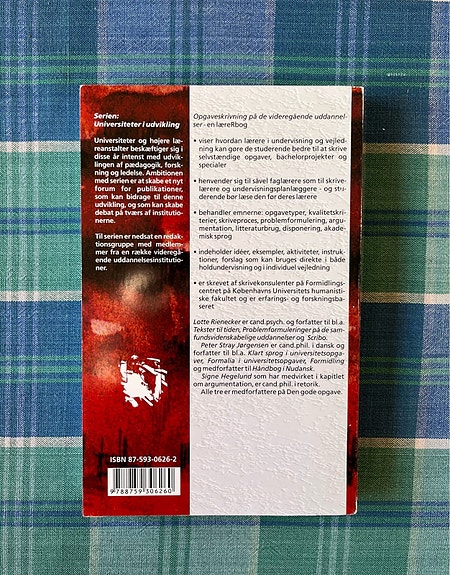 Serien:
Universiteter i udvikling
Universiteter og højere læ-
reanstalter beskæftiger sig i
disse år intenst med udvik-
lingen af pædagogik, forsk-
ning og ledelse. Ambitionen
med serien er at skabe et nyt
forum for publikationer,
som kan bidrage til denne
udvikling, og som kan skabe
debat på tværs af institutio-
nerne.
Til serien er nedsat en redak-
tionsgruppe med medlem-
mer fra en række videregå-
ende uddannelsesinstitutio-
ner.
ISBN 87-593-0626-2
9788759306260
Opgaveskrivning på de videregående uddannel-
ser - en læreRbog
• viser hvordan lærere i undervisning og vejled-
ning kan gøre de studerende bedre til at skrive
selvstændige opgaver, bachelorprojekter og
specialer
• henvender sig til såvel faglærere som til skrive-
lærere og undervisningsplanlæggere - og stu-
derende bør læse den før deres lærere
• behandler emnerne: opgavetyper, kvalitetskri-
terier, skriveproces, problemformulering, argu-
mentation, litteraturbrug, disponering, akade-
misk sprog
• indeholder idéer, eksempler, aktiviteter, instruk-
tioner, forslag som kan bruges direkte i både
holdundervisning og i individuel vejledning
• er skrevet af skrivekonsulenter på Formidlings-
centret på Københavns Universitets humanisti-
ske fakultet og er erfarings- og forskningsba-
seret
Lotte Rienecker er cand.psych. og forfatter til bl.a.
Tekster til tiden, Problemformuleringer på de sam-
fundsvidenskabelige uddannelser og Scribo.
Peter Stray Jørgensen er cand.phil. i dansk og
forfatter til bl.a. Klart sprog i universitetsopga-
ver, Formalia i universitetsopgaver, Formidling
og medforfatter til Håndbog i Nudansk.
Signe Hegelund som har medvirket i kapitlet
om argumentation, er cand.phil. i retorik.
Alle tre er medforfattere på Den gode opgave.